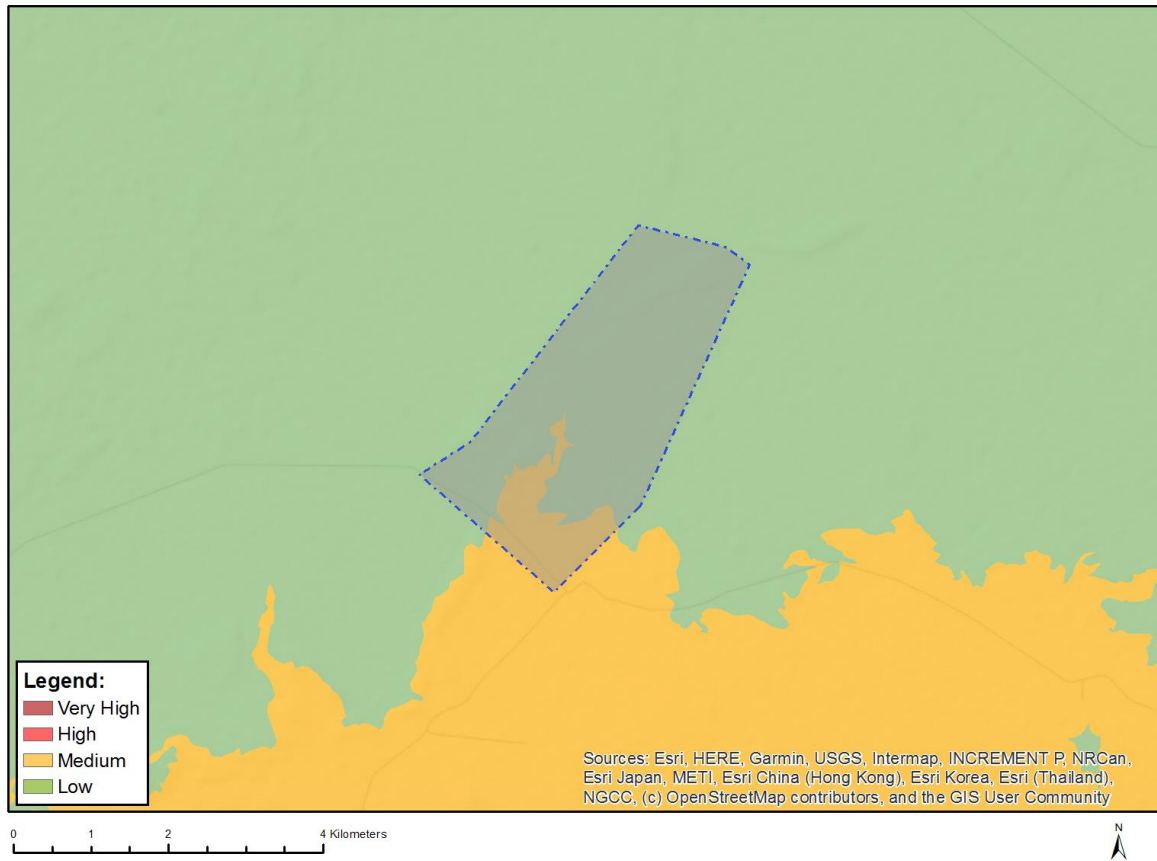 Legend:
Very High
High
Medium
Low
Sources: Esri, HERE, Garmin, USGS, Intermap, INCREMENT P, NRCan,
Esri Japan, METI, Esri China (Hong Kong), Esri Korea, Esri (Thailand),
NGCC, (c) OpenStreetMap contributors, and the GIS User Community
0 1 2 4 Kilometers
N